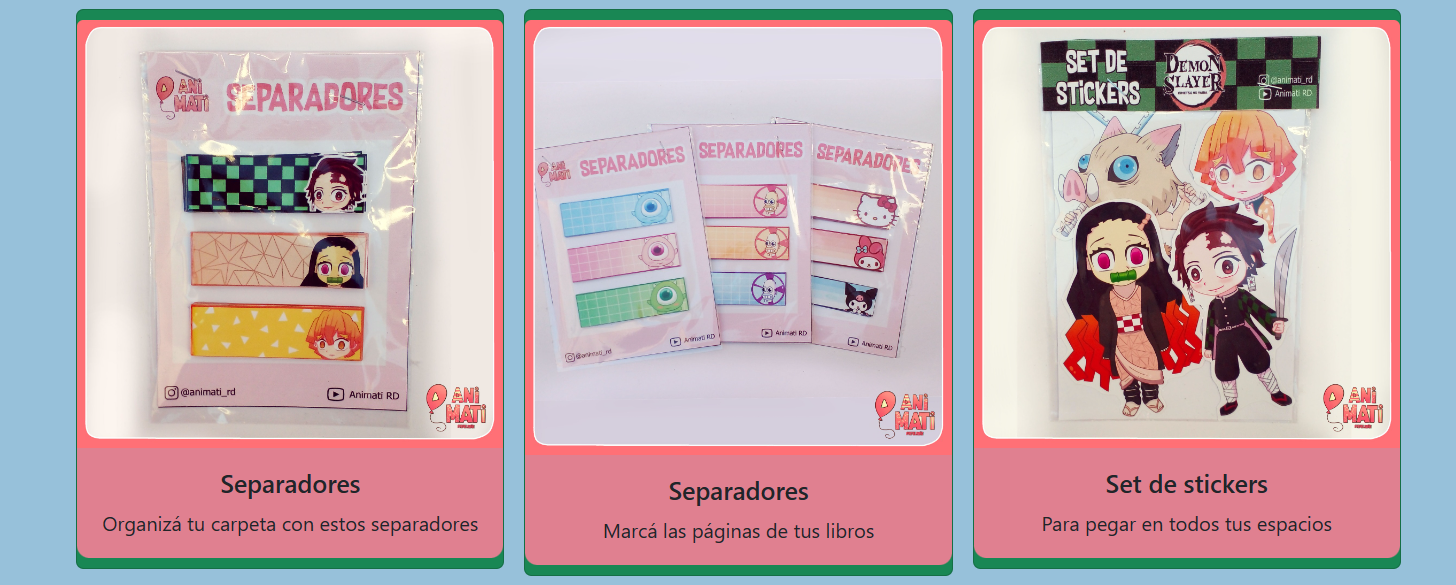 ANI
MATI
SEPARADORES
@animati_rd
Animati RD
ANI
MATI
Separadores
Organizá tu carpeta con estos separadores
ANI
MATI
SEPARADORES
SEPARADORES
SEPARADORES
@animati_rd
Animati RD
Animati RD
Animati RD
ANI
MATI
Separadores
Marcá las páginas de tus libros
SET DE
STICKERS
DEMON
SLAYER
@animati_rd
Animati RD
ANI
MATI
Set de stickers
Para pegar en todos tus espacios